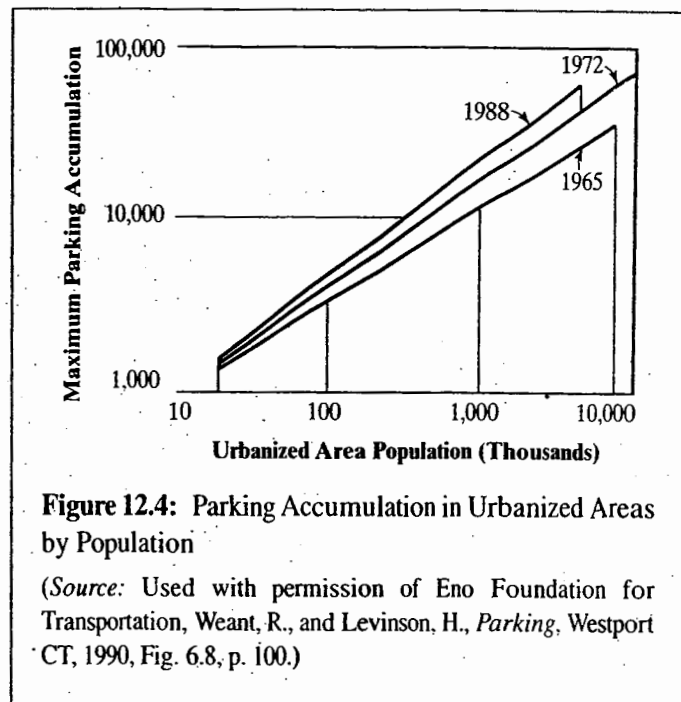 100,000
1972
1988
1965
10,000
1,000
Maximum Parking Accumulation
10 100 1,000 10,000
Urbanized Area Population (Thousands)
Figure 12.4: Parking Accumulation in Urbanized Areas
by Population
(Source: Used with permission of Eno Foundation for
Transportation, Weant, R., and Levinson, H., Parking, Westport
CT, 1990, Fig. 6.8, p. 100.)